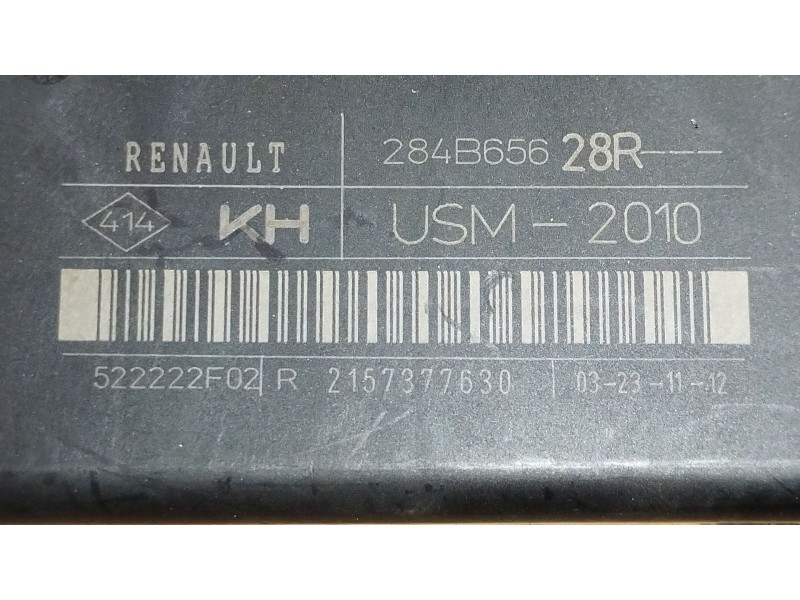 RENAULT 284B656 28R---
414 KH USM - 2010
522222F02 R 2157377630 03-23-11-12